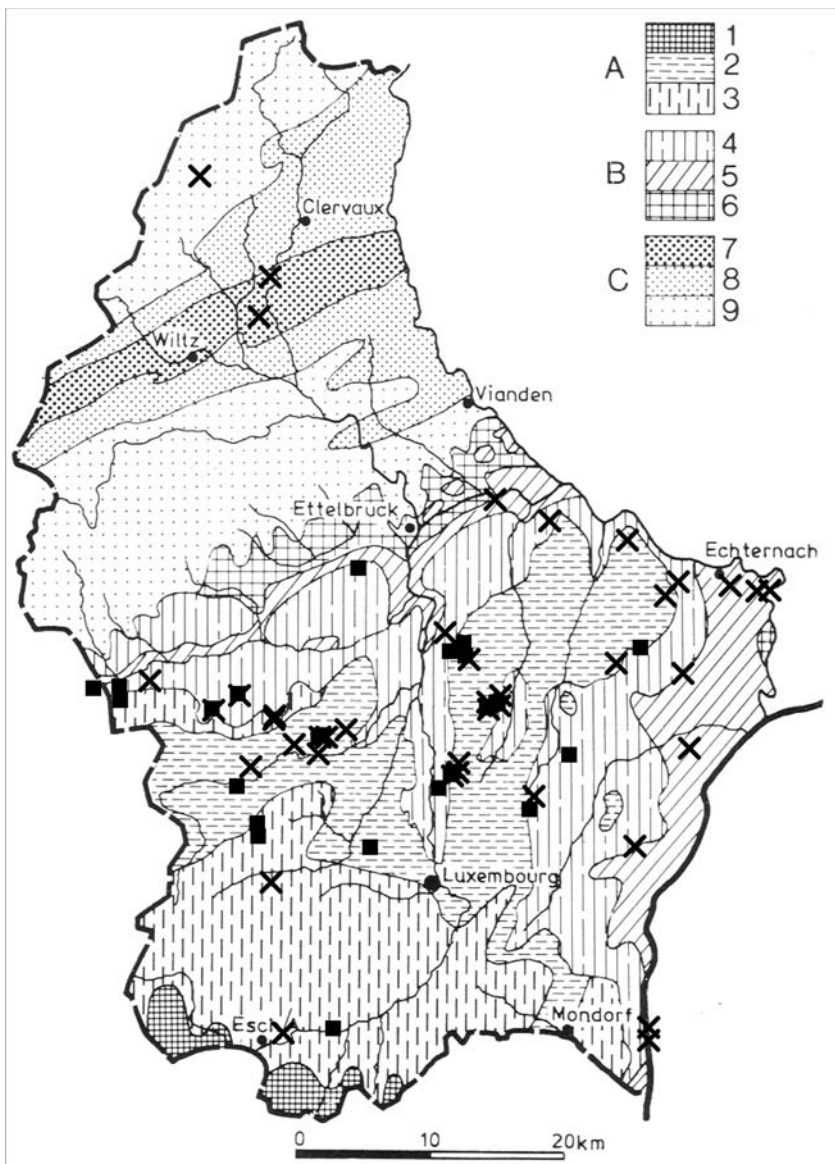 A
1
2
3
B
4
5
6
C
7
8
9
Clervaux
Wiltz
Vianden
Ettelbruck
Echternach
Luxembourg
Mondorf
Esch
0 10 20km